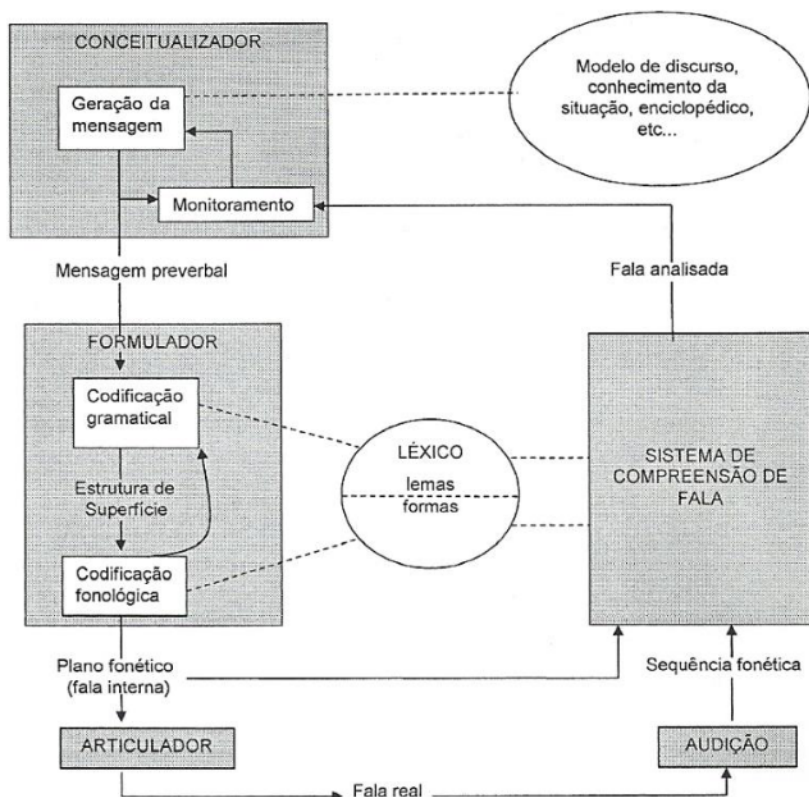 CONCEITUALIZADOR
Geração da
mensagem
Monitoramento
Modelo de discurso,
conhecimento da
situação, enciclopédico,
etc...
Mensagem preverbal
Fala analisada
FORMULADOR
Codificação
gramatical
Estrutura de
Superfície
Codificação
fonológica
LÉXICO
lemas
formas
SISTEMA DE
COMPREENSÃO DE
FALA
Plano fonético
(fala interna)
Sequência fonética
ARTICULADOR
AUDIÇÃO
Fala real